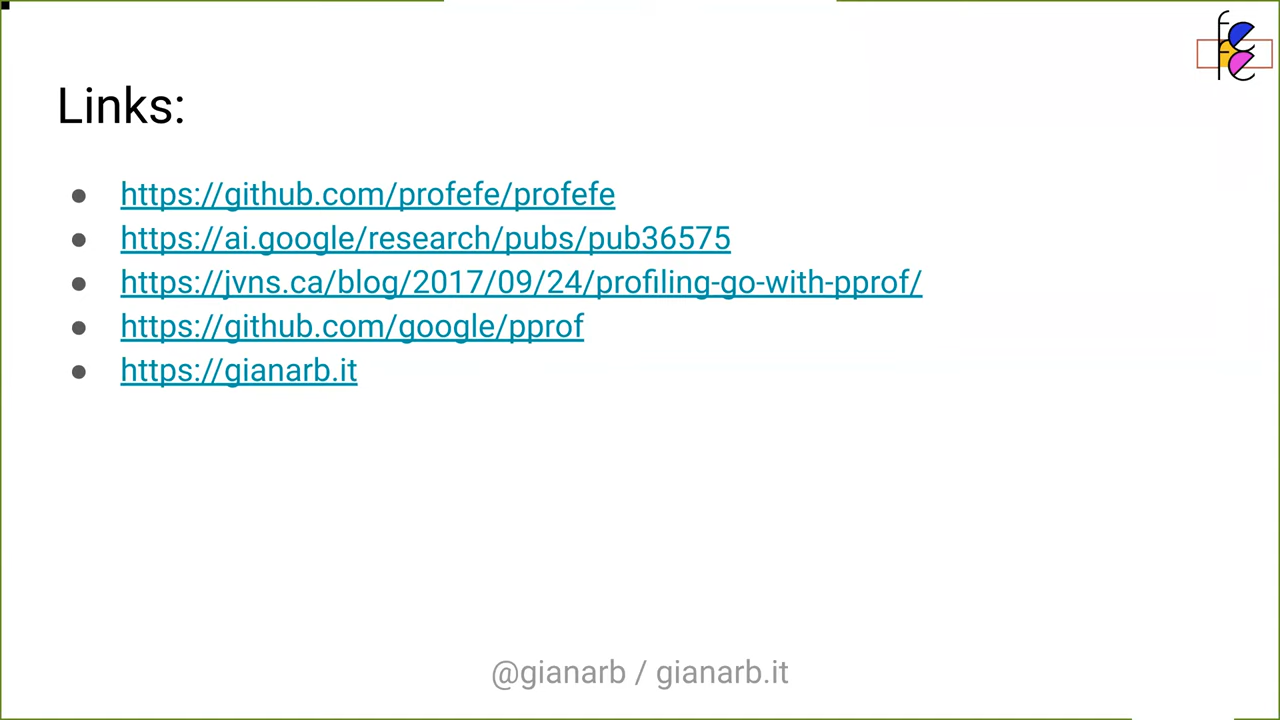 Links:
● https://github.com/profefe/profefe
● https://ai.google/research/pubs/pub36575
● https://jvns.ca/blog/2017/09/24/profiling-go-with-pprof/
● https://github.com/google/pprof
● https://gianarb.it
@gianarb / gianarb.it